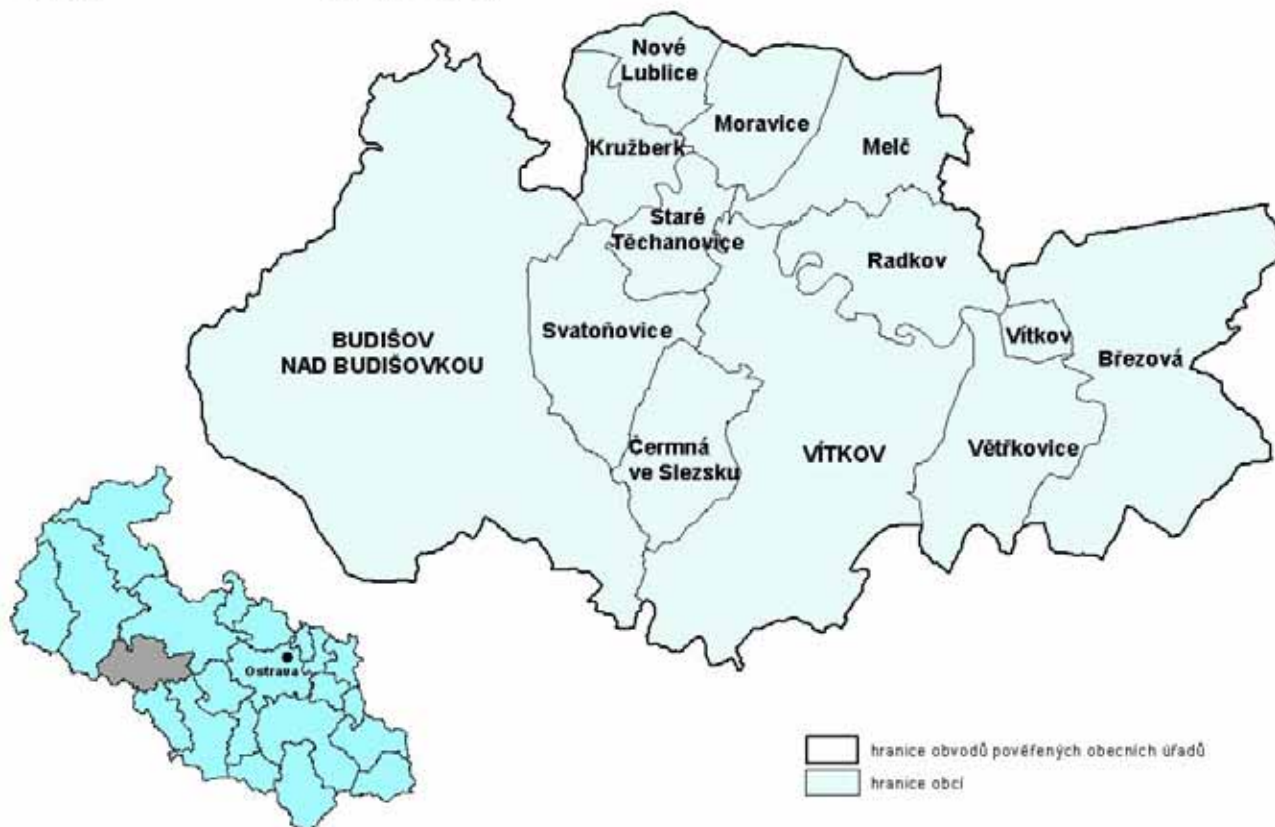 Nové
Lublice
Moravice
Kružberk
Melč
Staré
Těchanovice
Radkov
Svatoňovice
Vítkov
BUDIŠOV
NAD BUDIŠOVKOU
Březová
Čermná
ve Slezsku
VÍTKOV
Větřkovice
Ostrava
hranice obvodů pověřených obecních úřadů
hranice obcí